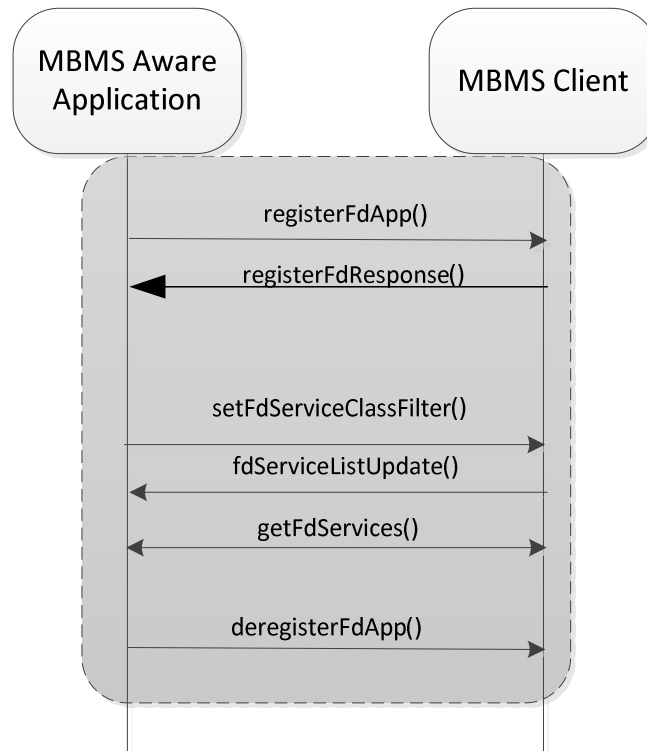 MBMS Aware
Application
MBMS Client
registerFdApp()
registerFdResponse()
setFdServiceClassFilter()
fdServiceListUpdate()
getFdServices()
deregisterFdApp()